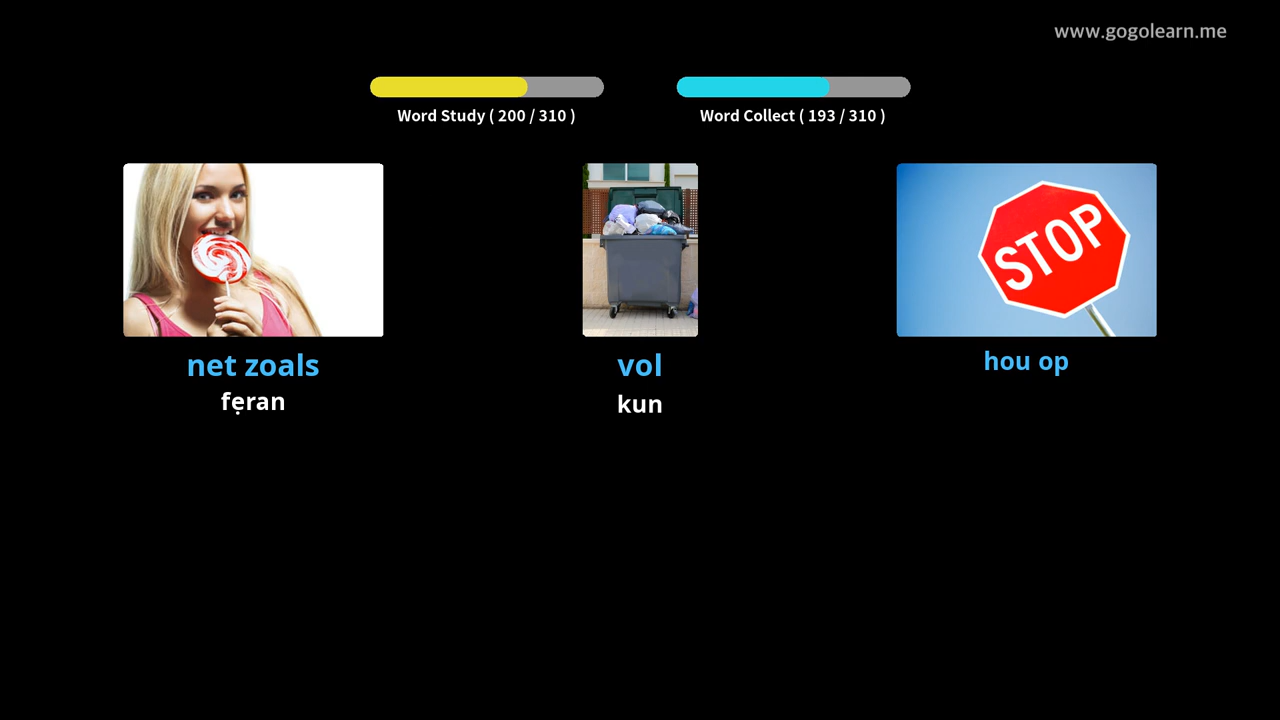 www.gogolearn.me
Word Study ( 200 / 310 )
Word Collect ( 193 / 310 )
STOP
net zoals
vol
hou op
fẹran
kun